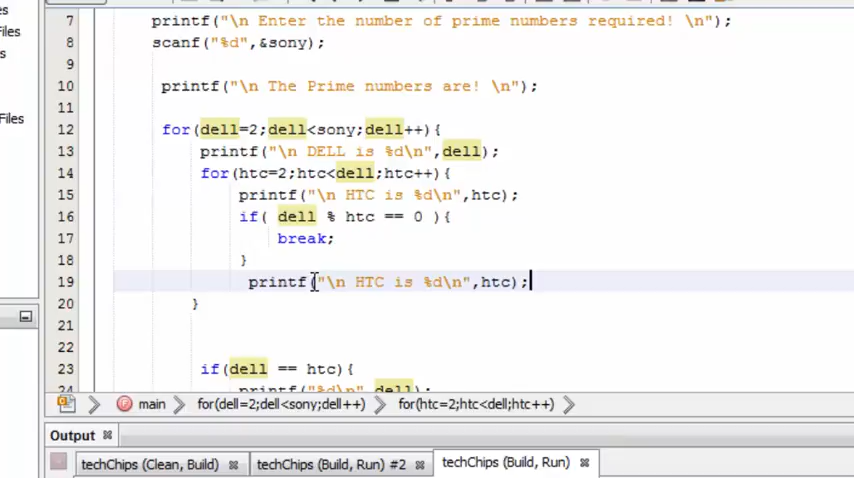 es
7 printf("\n Enter the number of prime numbers required! \n");
Files 8 scanf("%d",&sony);
s 9
10 printf("\n The Prime numbers are! \n");
Files 11
12 for(dell=2;dell<sony;dell++){
13 printf("\n DELL is %d\n",dell);
14 for(htc=2;htc<dell;htc++){
15 printf("\n HTC is %d\n",htc);
16 if( dell % htc == 0 ){
17 break;
18 }
19 printf("\n HTC is %d\n",htc);
20 }
21
22
23 if(dell == htc){
24 printf("%d\n",dell);
main for(dell=2;dell<sony;dell++) for(htc=2;htc<dell;htc++)
Output
techChips (Clean, Build) techChips (Build, Run) #2 techChips (Build, Run)